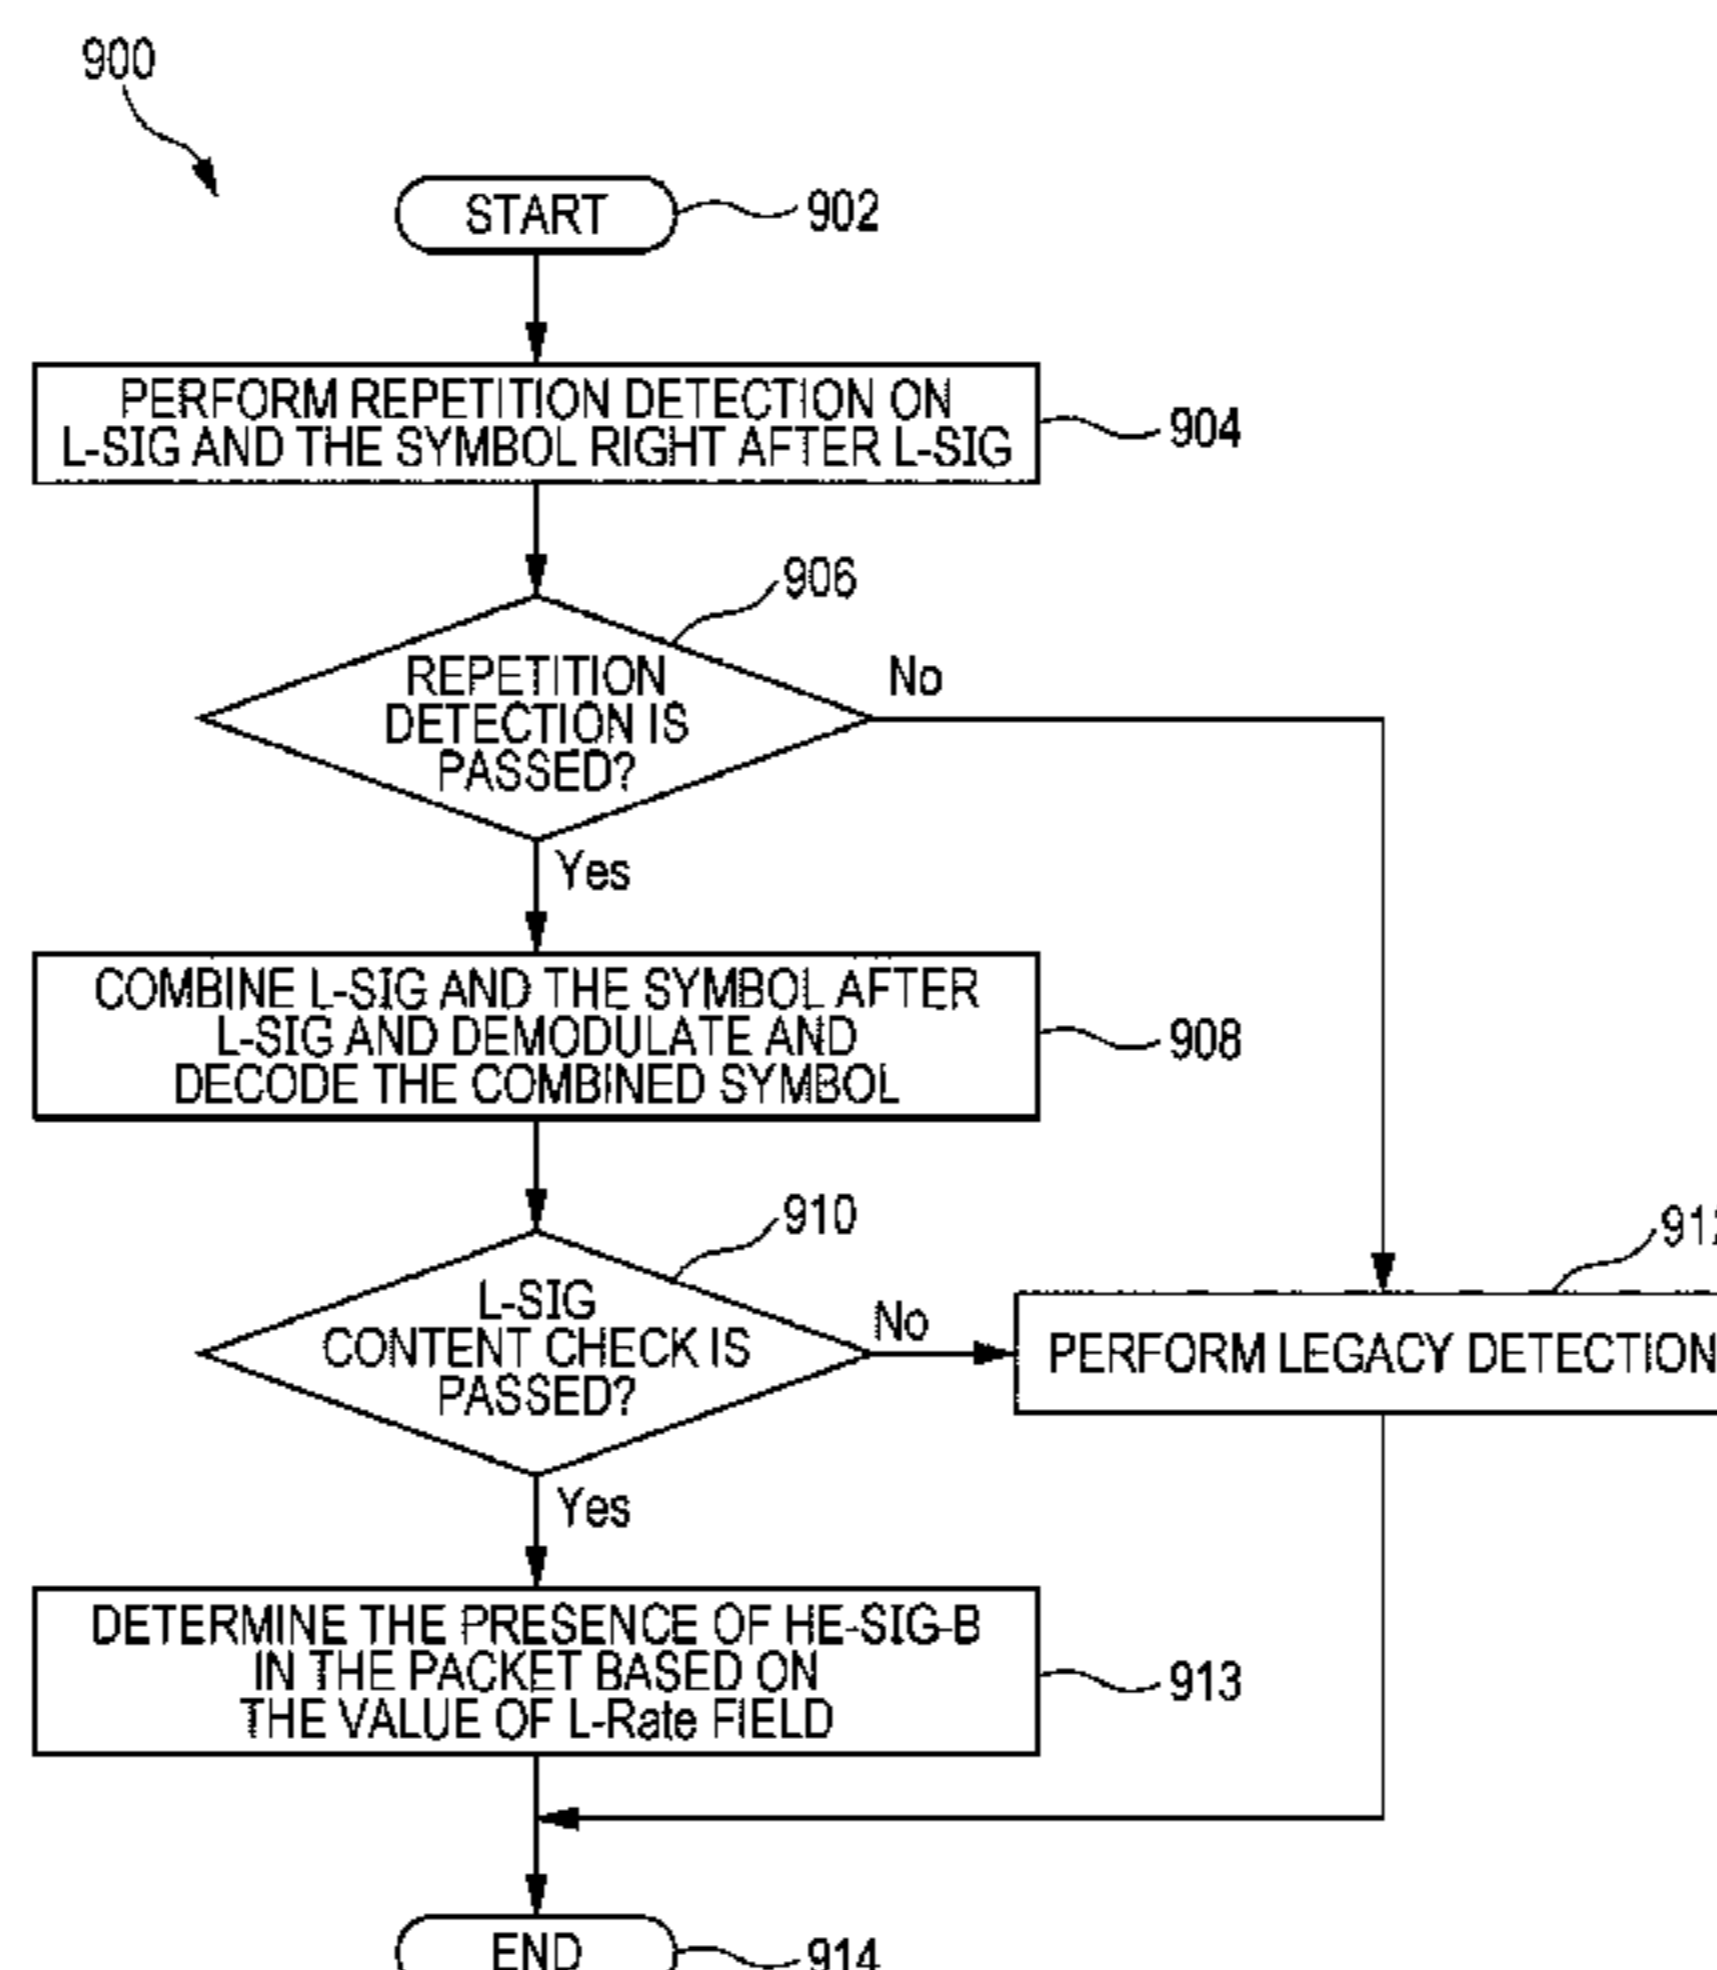 900
START
902
PERFORM REPETITION DETECTION ON
L-SIG AND THE SYMBOL RIGHT AFTER L-SIG
904
906
REPETITION
DETECTION IS
PASSED?
No
Yes
COMBINE L-SIG AND THE SYMBOL AFTER
L-SIG AND DEMODULATE AND
DECODE THE COMBINED SYMBOL
908
910
L-SIG
CONTENT CHECK IS
PASSED?
No
PERFORM LEGACY DETECTION
Yes
DETERMINE THE PRESENCE OF HE-SIG-B
IN THE PACKET BASED ON
THE VALUE OF L-Rate FIELD
913
END
914